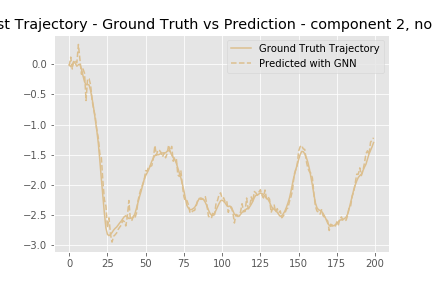 st Trajectory - Ground Truth vs Prediction - component 2, no
Ground Truth Trajectory
Predicted with GNN
0.0
−0.5
−1.0
−1.5
−2.0
−2.5
−3.0
0 25 50 75 100 125 150 175 200